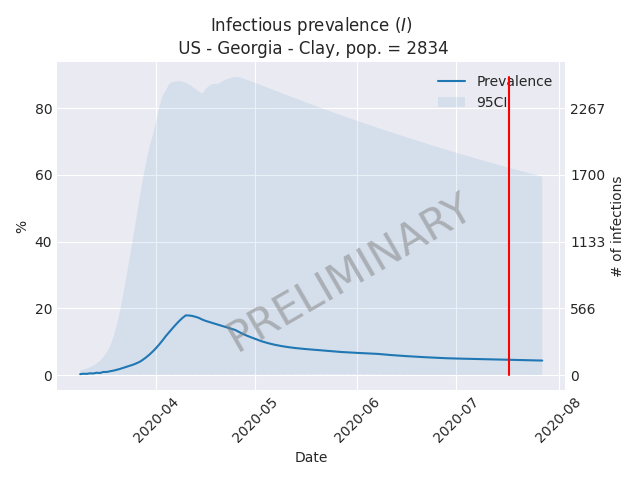 Infectious prevalence (I)
US - Georgia - Clay, pop. = 2834
Prevalence
95CI
80
60
40
20
0
%
2267
1700
1133
566
0
# of infections
PRELIMINARY
2020-04
2020-05
2020-06
2020-07
2020-08
Date